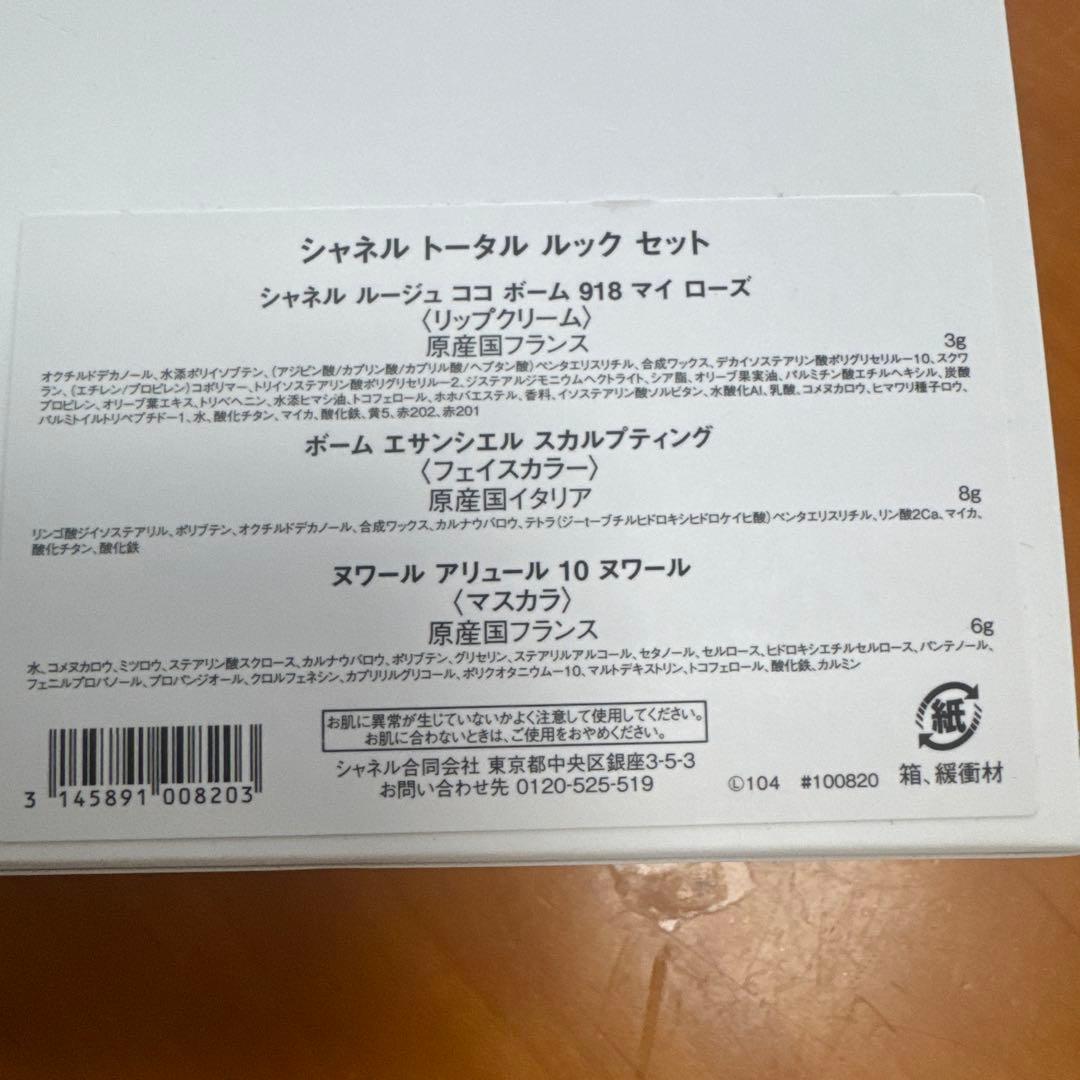 シャネル トータル ルック セット
シャネル ルージュ ココ ボーム 918 マイ ローズ
〈リップクリーム〉
原産国フランス
3g
オクチルドデカノール、水添ポリイソブテン、(アジピン酸/カプリン酸/カプリル酸/ヘプタン酸)ペンタエリスリチル、合成ワックス、デカイソステアリン酸ポリグリセリル－10、スクワ
ラン、(エチレン/プロピレン)コポリマー、トリイソステアリン酸ポリグリセリル－2、ジステアルジモニウムヘクトライト、シア脂、オリーブ果実油、パルミチン酸エチルヘキシル、炭酸
プロピレン、オリーブ葉エキス、トリベヘニン、水添ヒマシ油、トコフェロール、ホホバエステル、香料、イソステアリン酸ソルビタン、水酸化Al、乳酸、コメヌカロウ、ヒマワリ種子ロウ、
パルミトイルトリペプチド－1、水、酸化チタン、マイカ、酸化鉄、黄5、赤202、赤201
ボーム エサンシエル スカルプティング
〈フェイスカラー〉
原産国イタリア
8g
リンゴ酸ジイソステアリル、ポリブテン、オクチルドデカノール、合成ワックス、カルナウバロウ、テトラ(ジ－t－ブチルヒドロキシヒドロケイヒ酸)ペンタエリスリチル、リン酸2Ca、マイカ、
酸化チタン、酸化鉄
ヌワール アリュール 10 ヌワール
〈マスカラ〉
原産国フランス
6g
水、コメヌカロウ、ミツロウ、ステアリン酸スクロース、カルナウバロウ、ポリブテン、グリセリン、ステアリルアルコール、セタノール、セルロース、ヒドロキシエチルセルロース、パンテノール、
フェニルプロパノール、プロパンジオール、クロルフェネシン、カプリリルグリコール、ポリクオタニウム－10、マルトデキストリン、トコフェロール、酸化鉄、カルミン
お肌に異常が生じていないかよく注意して使用してください。
お肌に合わないときは、ご使用をおやめください。
シャネル合同会社 東京都中央区銀座3-5-3
お問い合わせ先 0120-525-519
3 145891 008203
Ⓛ104 #100820
紙
箱、緩衝材